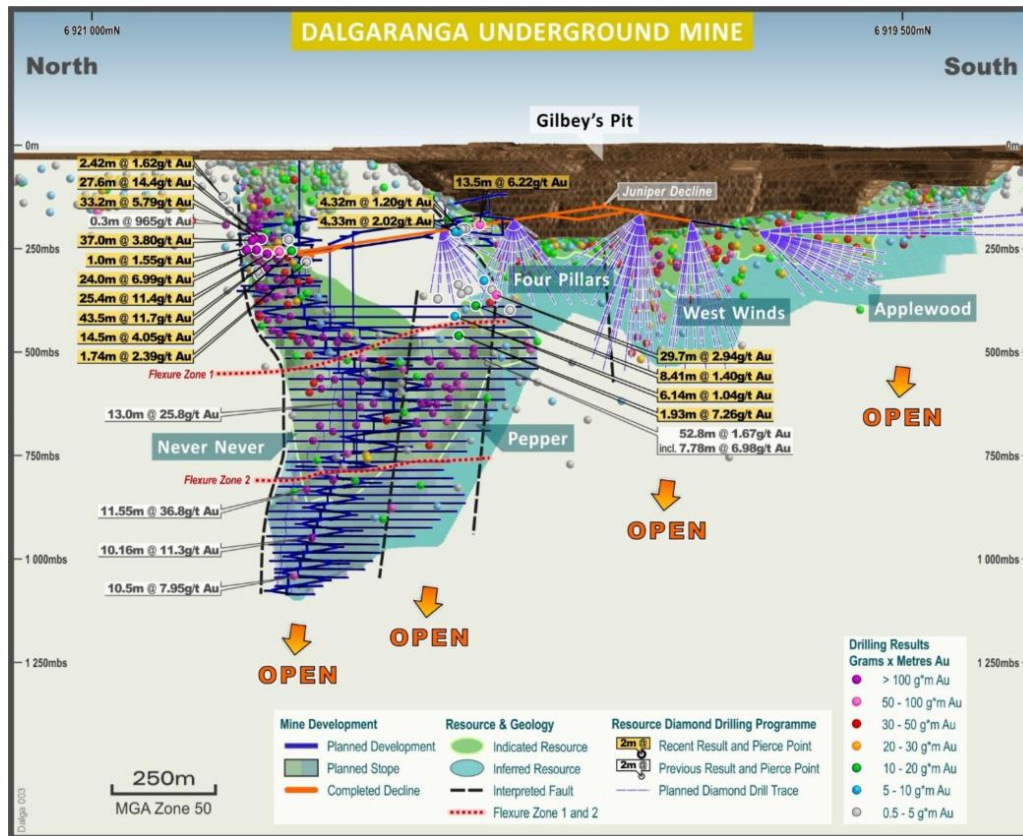 6 921 000mN
DALGARANGA UNDERGROUND MINE
6 919 500mN
North
South
Gilbey's Pit
0m
0m
2.42m @ 1.62g/t Au
27.6m @ 14.4g/t Au
33.2m @ 5.79g/t Au
0.3m @ 965g/t Au
37.0m @ 3.80g/t Au
1.0m @ 1.55g/t Au
24.0m @ 6.99g/t Au
25.4m @ 11.4g/t Au
43.5m @ 11.7g/t Au
14.5m @ 4.05g/t Au
1.74m @ 2.39g/t Au
13.5m @ 6.22g/t Au
4.32m @ 1.20g/t Au
4.33m @ 2.02g/t Au
Juniper Decline
250mbs
250mbs
Four Pillars
West Winds
Applewood
500mbs
500mbs
Flexure Zone 1
29.7m @ 2.94g/t Au
8.41m @ 1.40g/t Au
6.14m @ 1.04g/t Au
1.93m @ 7.26g/t Au
52.8m @ 1.67g/t Au
incl. 7.78m @ 6.98g/t Au
OPEN
13.0m @ 25.8g/t Au
Never Never
Pepper
750mbs
750mbs
Flexure Zone 2
11.55m @ 36.8g/t Au
OPEN
10.16m @ 11.3g/t Au
1 000mbs
1 000mbs
10.5m @ 7.95g/t Au
OPEN
OPEN
1 250mbs
1 250mbs
Drilling Results
Grams x Metres Au
> 100 g*m Au
50 - 100 g*m Au
30 - 50 g*m Au
20 - 30 g*m Au
10 - 20 g*m Au
5 - 10 g*m Au
0.5 - 5 g*m Au
Mine Development
Planned Development
Planned Stope
Completed Decline
Resource & Geology
Indicated Resource
Inferred Resource
Interpreted Fault
Flexure Zone 1 and 2
Resource Diamond Drilling Programme
2m @
Recent Result and Pierce Point
2m @
Previous Result and Pierce Point
Planned Diamond Drill Trace
250m
MGA Zone 50
Dalga 003